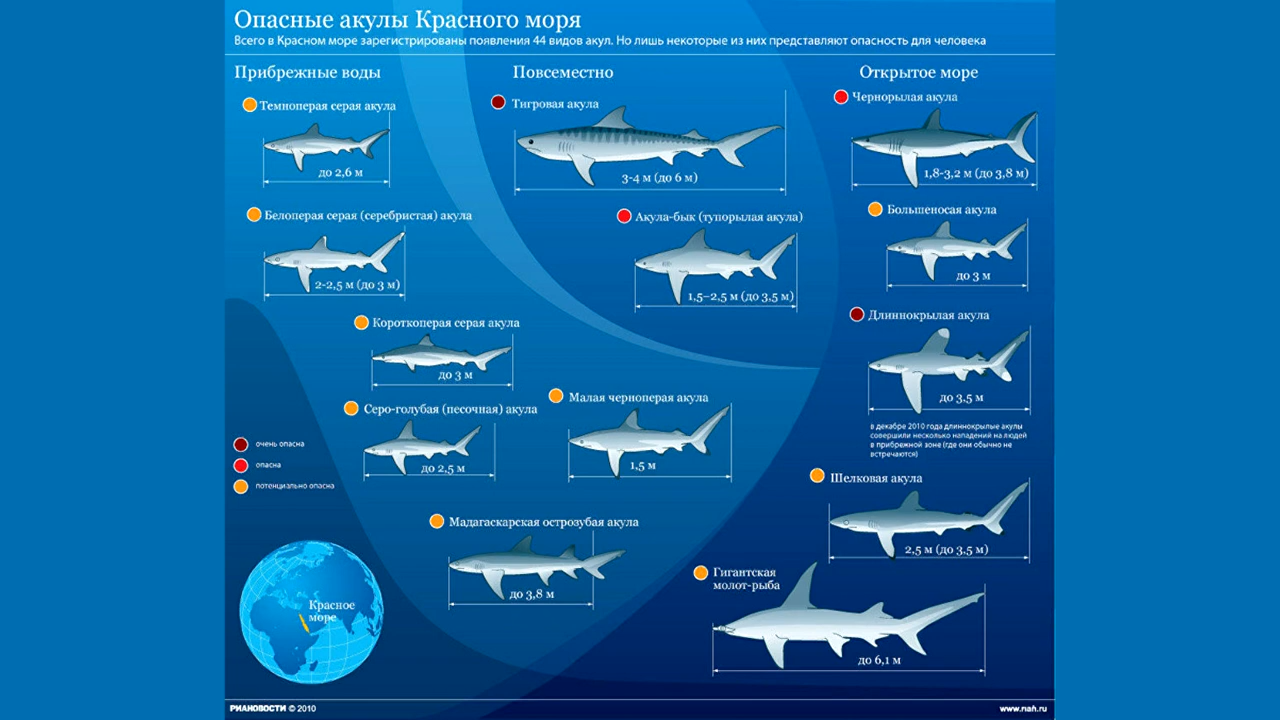 Опасные акулы Красного моря
Всего в Красном море зарегистрированы появления 44 видов акул. Но лишь некоторые из них представляют опасность для человека
Прибрежные воды
Темноперая серая акула
до 2,6 м
Белоперая серая (серебристая) акула
2-2,5 м (до 3 м)
Короткоперая серая акула
до 3 м
Серо-голубая (песочная) акула
до 2,5 м
Мадагаскарская острозубая акула
до 3,8 м
Повсеместно
Тигровая акула
3-4 м (до 6 м)
Акула-бык (тупорылая акула)
1,5–2,5 м (до 3,5 м)
Малая черноперая акула
1,5 м
Открытое море
Чернорылая акула
1,8-3,2 м (до 3,8 м)
Большеносая акула
до 3 м
Длиннокрылая акула
до 3,5 м
в декабре 2010 года длиннокрлые акулы
совершили несколько нападений на людей
в прибрежной зоне (где они обычно не
встречаются)
Шелковая акула
2,5 м (до 3,5 м)
Гигантская
молот-рыба
до 6,1 м
очень опасна
опасна
потенциально опасна
Красное
море
РИАНОВОСТИ © 2010
www.rian.ru